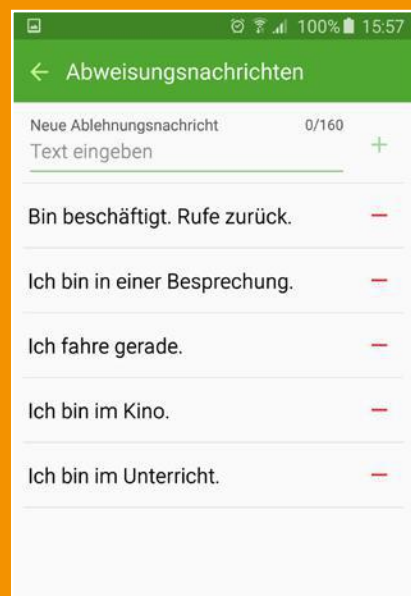 100% 15:57
Abweisungsnachrichten
Neue Ablehnungsnachricht 0/160
Text eingeben
Bin beschäftigt. Rufe zurück.
Ich bin in einer Besprechung.
Ich fahre gerade.
Ich bin im Kino.
Ich bin im Unterricht.